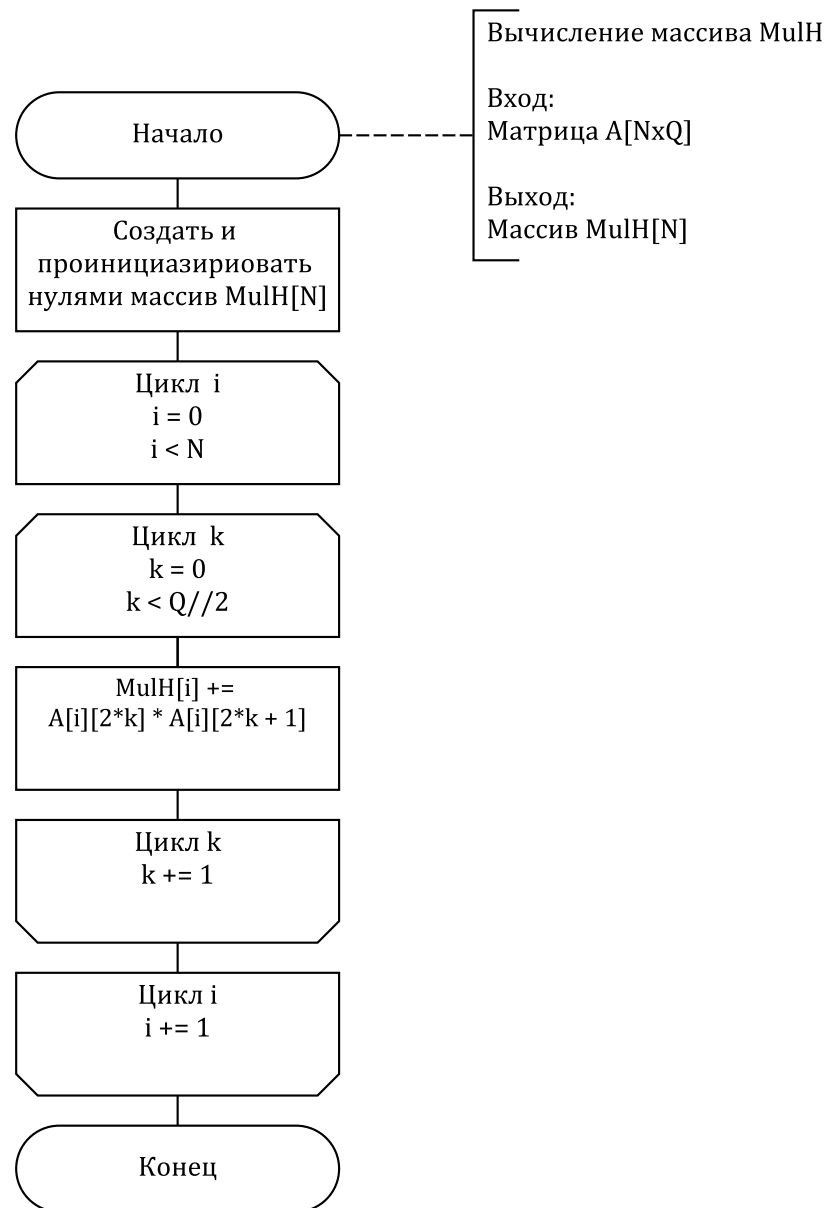 Вычисление массива MulH
Вход:
Матрица A[NxQ]
Выход:
Массив MulH[N]
Начало
Создать и
проинициазириовать
нулями массив MulH[N]
Цикл i
i = 0
i < N
Цикл k
k = 0
k < Q//2
MulH[i] +=
A[i][2*k] * A[i][2*k + 1]
Цикл k
k += 1
Цикл i
i += 1
Конец